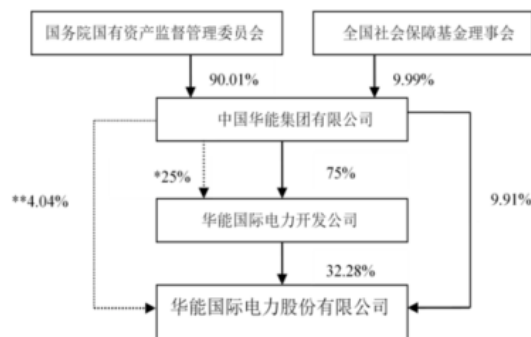 国务院国有资产监督管理委员会
全国社会保障基金理事会
90.01%
9.99%
中国华能集团有限公司
*25%
75%
**4.04%
9.91%
华能国际电力开发公司
32.28%
华能国际电力股份有限公司